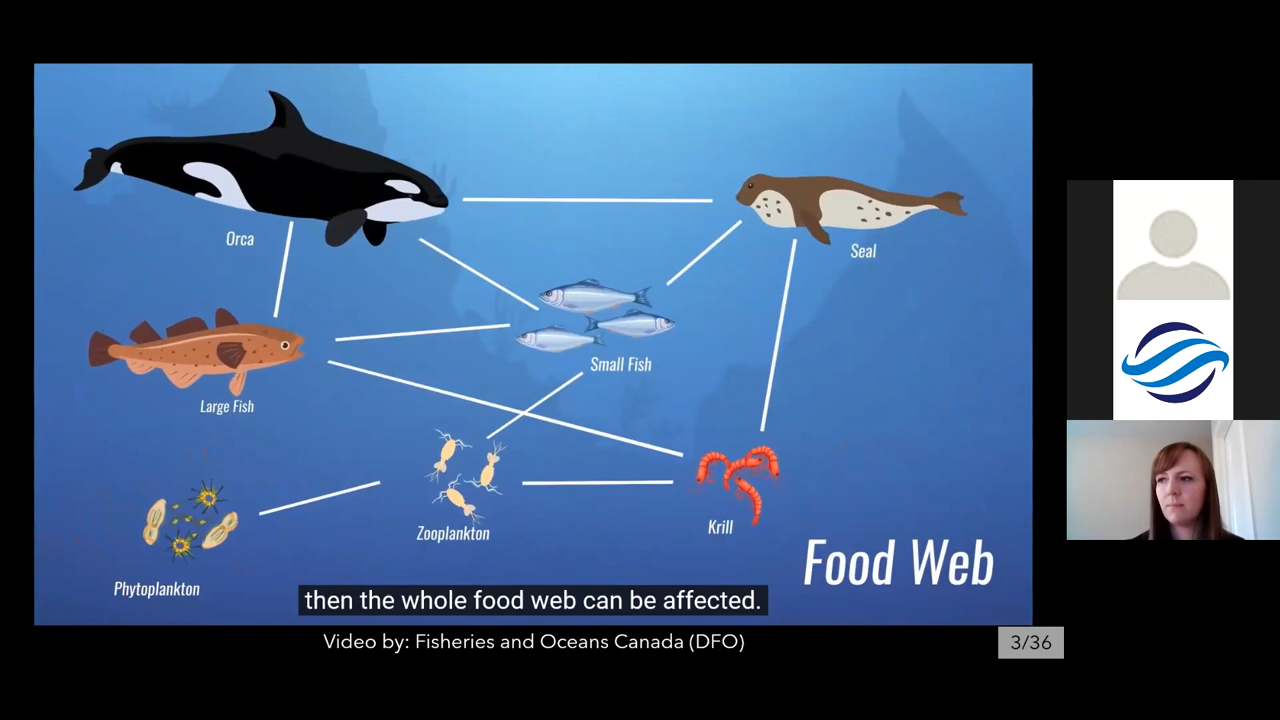 Orca
Seal
Small Fish
Large Fish
Zooplankton
Krill
Phytoplankton
Food Web
then the whole food web can be affected.
Video by: Fisheries and Oceans Canada (DFO)
3/36